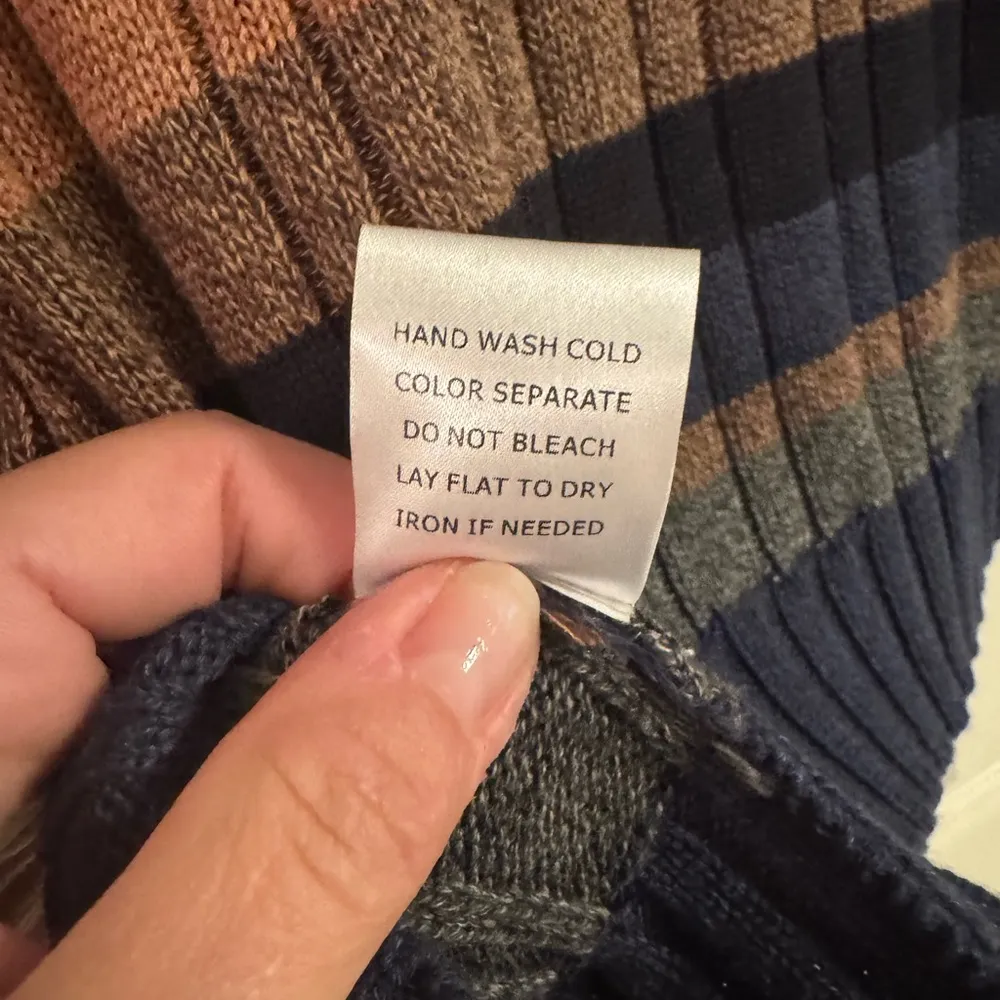 HAND WASH COLD
COLOR SEPARATE
DO NOT BLEACH
LAY FLAT TO DRY
IRON IF NEEDED